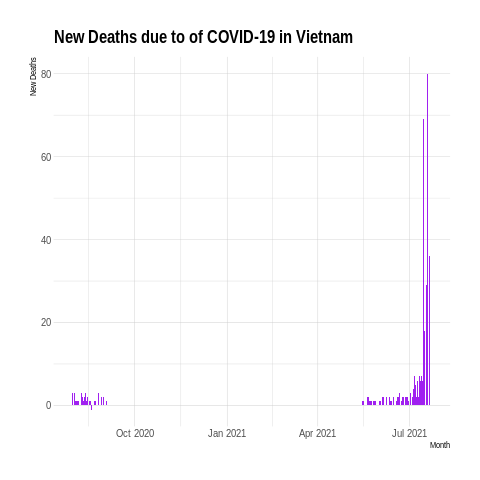 New Deaths due to of COVID-19 in Vietnam
New Deaths
80
60
40
20
0
Oct 2020 Jan 2021 Apr 2021 Jul 2021
Month